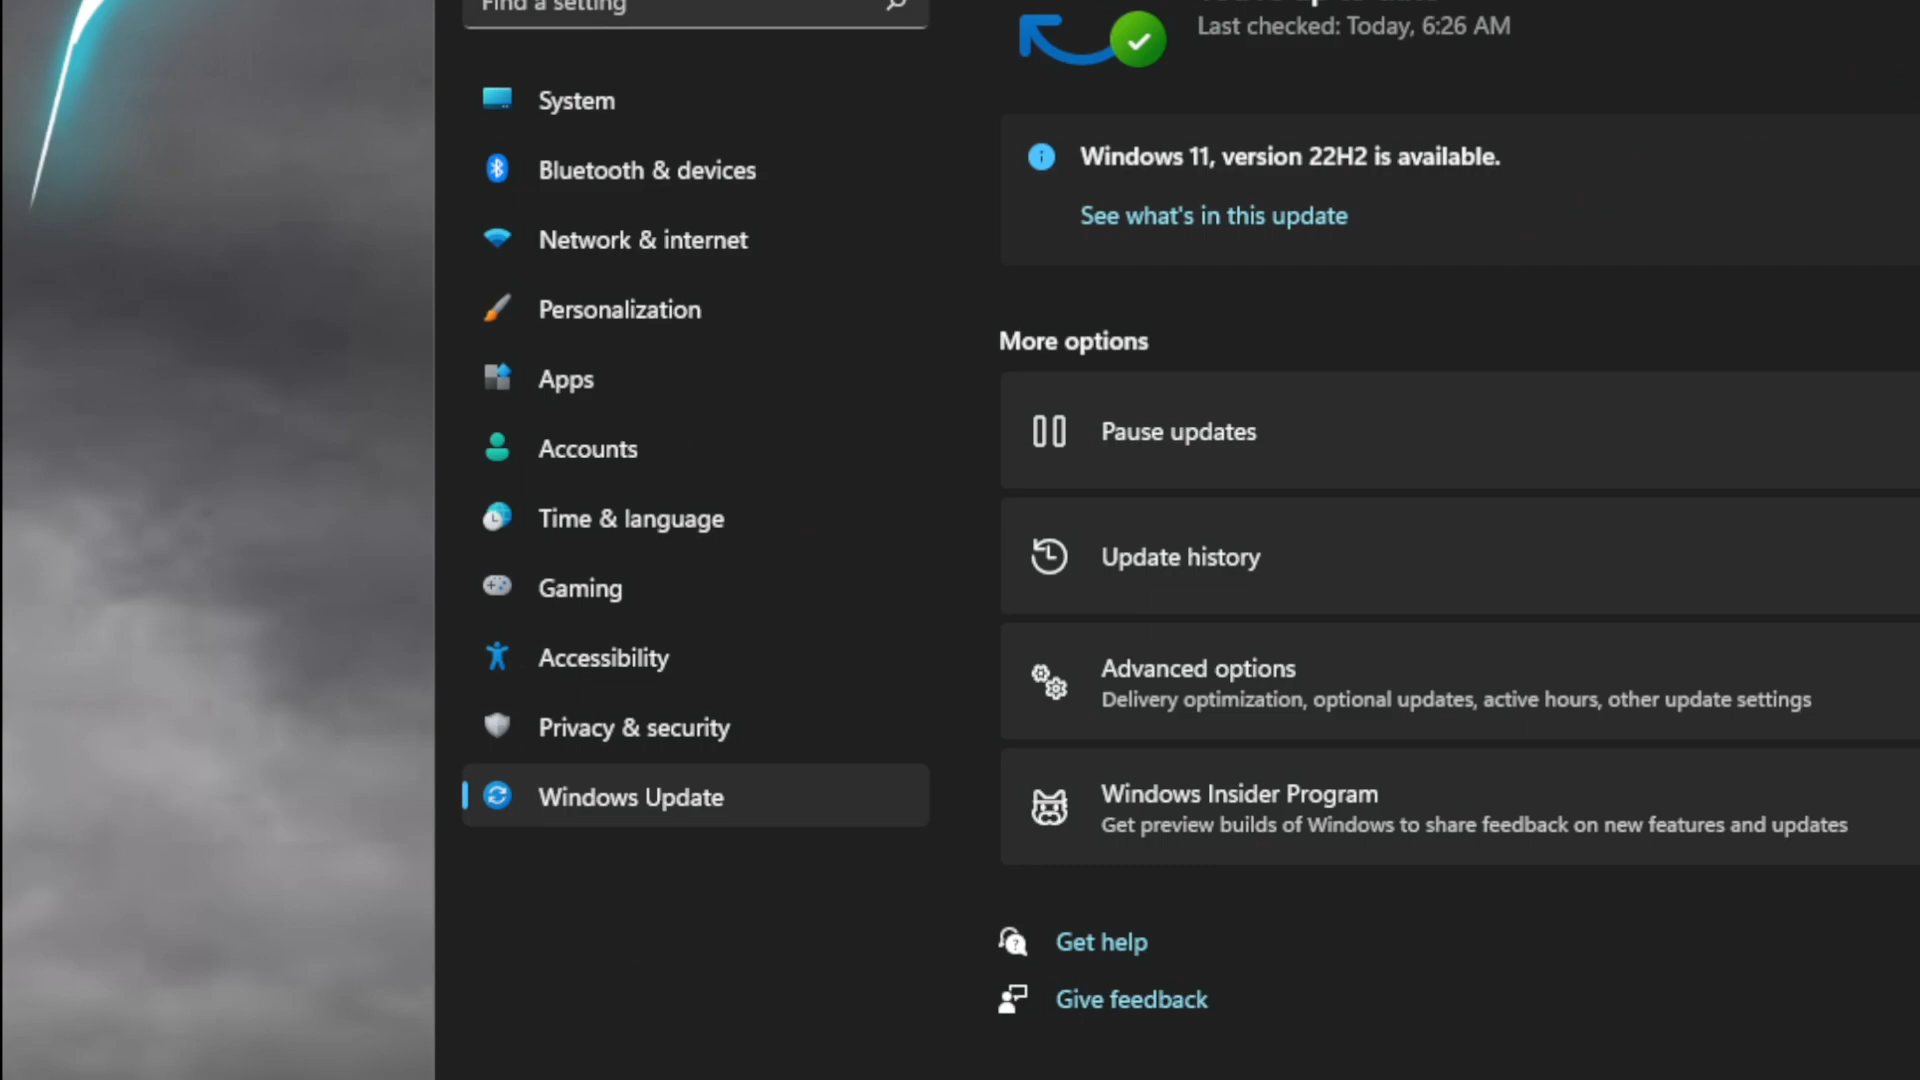 Find a setting
System
Bluetooth & devices
Network & internet
Personalization
Apps
Accounts
Time & language
Gaming
Accessibility
Privacy & security
Windows Update
Last checked: Today, 6:26 AM
Windows 11, version 22H2 is available.
See what's in this update
More options
Pause updates
Update history
Advanced options
Delivery optimization, optional updates, active hours, other update settings
Windows Insider Program
Get preview builds of Windows to share feedback on new features and updates
Get help
Give feedback